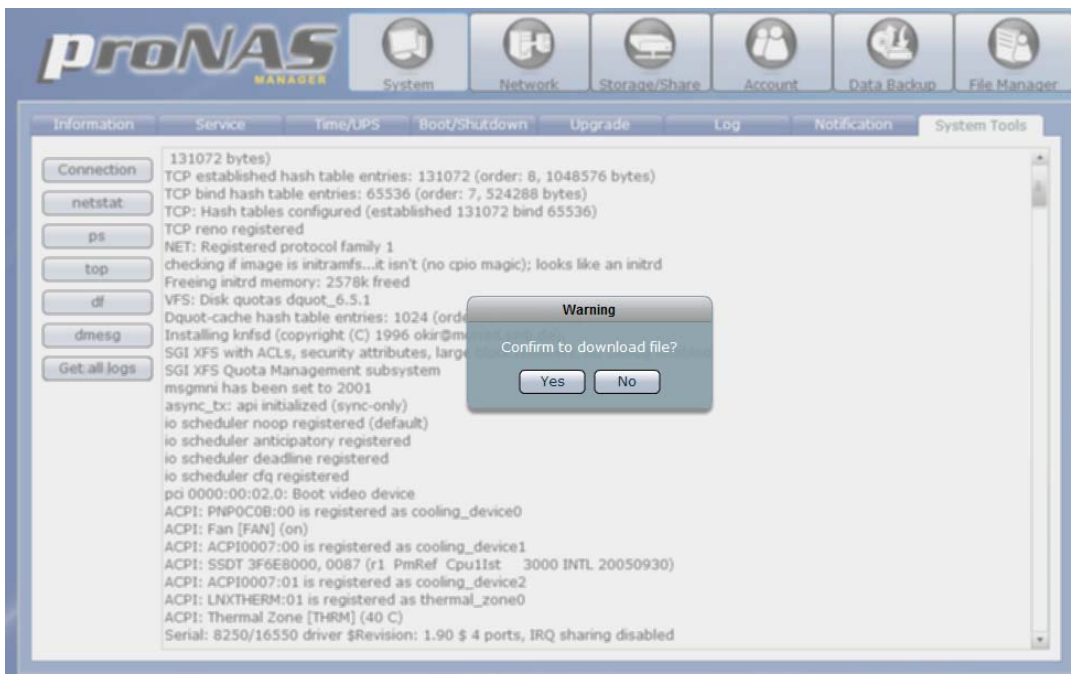 proNAS
MANAGER
System
Network
Storage/Share
Account
Data Backup
File Manager
Information
Service
Time/UPS
Boot/Shutdown
Upgrade
Log
Notification
System Tools
Connection
netstat
ps
top
df
dmesg
Get all logs
131072 bytes)
TCP established hash table entries: 131072 (order: 8, 1048576 bytes)
TCP bind hash table entries: 65536 (order: 7, 524288 bytes)
TCP: Hash tables configured (established 131072 bind 65536)
TCP reno registered
NET: Registered protocol family 1
checking if image is initramfs...it isn't (no cpio magic); looks like an initrd
Freeing initrd memory: 2578k freed
VFS: Disk quotas dquot_6.5.1
Dquot-cache hash table entries: 1024 (orde
Installing knfsd (copyright (C) 1996
SGI XFS with ACLs, security attributes, large
SGI XFS Quota Management subsystem
msgmni has been set to 2001
async_tx: api initialized (sync-only)
io scheduler noop registered (default)
io scheduler anticipatory registered
io scheduler deadline registered
io scheduler cfq registered
pci 0000:00:02.0: Boot video device
ACPI: PNP0C0B:00 is registered as cooling_device0
ACPI: Fan [FAN] (on)
ACPI: ACPI0007:00 is registered as cooling_device1
ACPI: SSDT 3F6E8000, 0087 (r1 PmRef Cpu1Ist 3000 INTL 20050930)
ACPI: ACPI0007:01 is registered as cooling_device2
ACPI: LNXTHERM:01 is registered as thermal_zone0
ACPI: Thermal Zone [THRM] (40 C)
Serial: 8250/16550 driver $Revision: 1.90 $ 4 ports, IRQ sharing disabled
Warning
Confirm to download file?
Yes
No